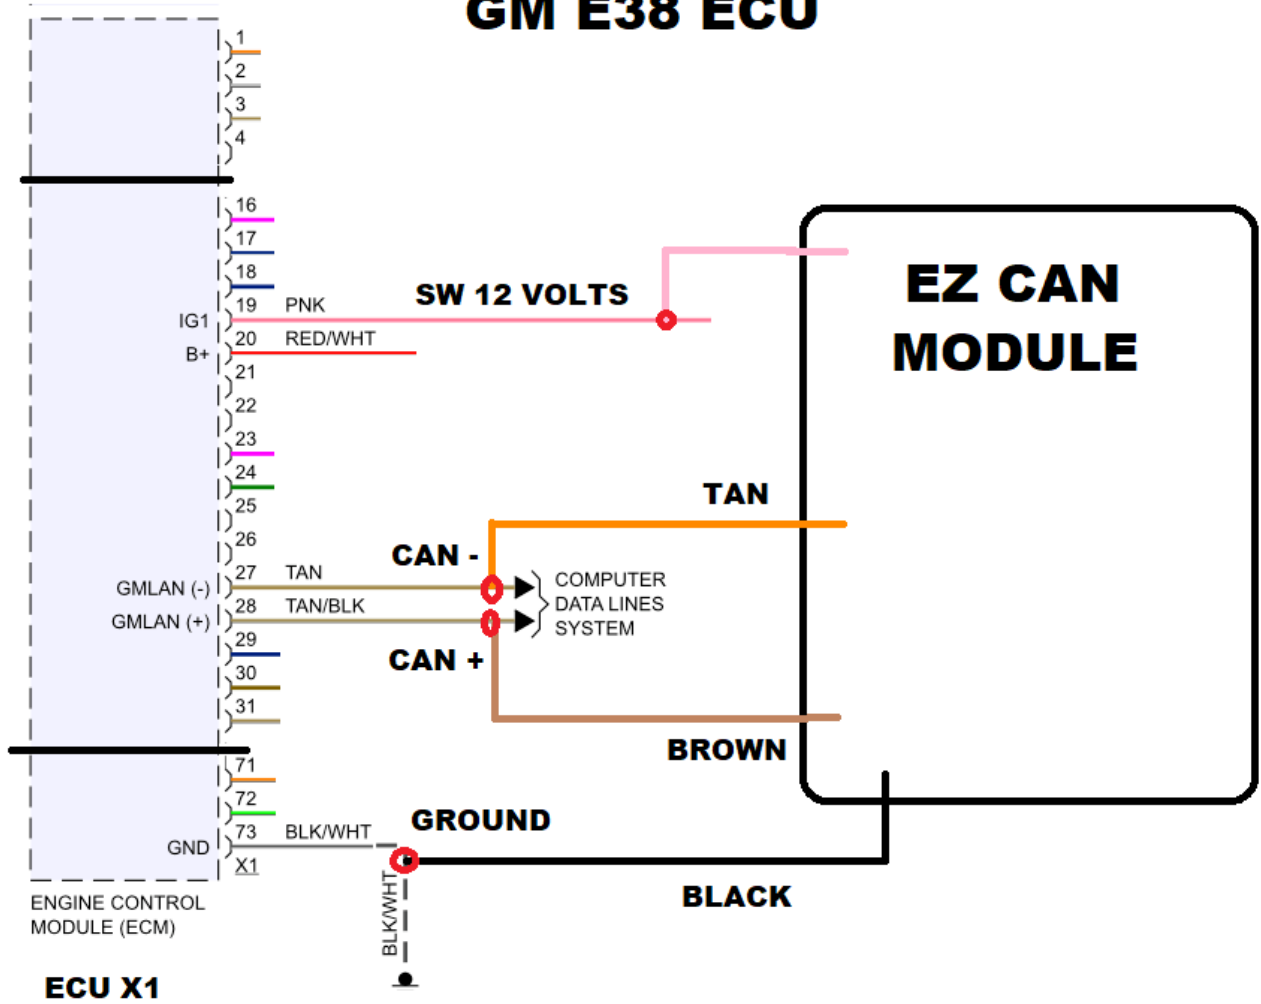 GM E38 ECU
1
2
3
4
16
17
18
SW 12 VOLTS
IG1
19
PNK
B+
20
RED/WHT
EZ CAN
MODULE
21
22
23
24
25
26
TAN
CAN -
GMLAN (-)
27
TAN
GMLAN (+)
28
TAN/BLK
COMPUTER
DATA LINES
SYSTEM
29
30
31
CAN +
BROWN
71
72
GND
73
BLK/WHT
X1
GROUND
BLK/WHT
BLACK
ENGINE CONTROL
MODULE (ECM)
ECU X1